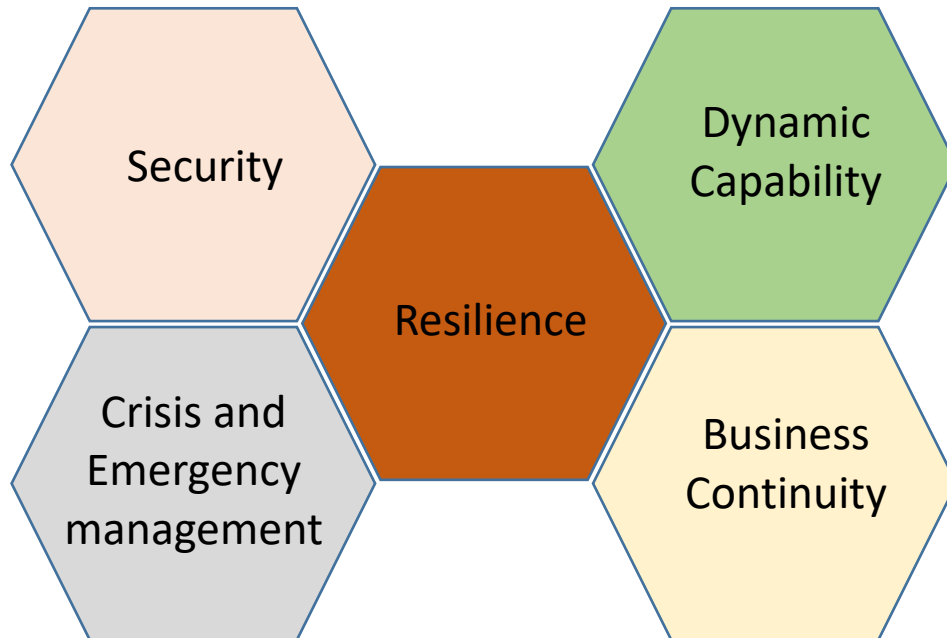 Security
Dynamic
Capability
Resilience
Crisis and
Emergency
management
Business
Continuity